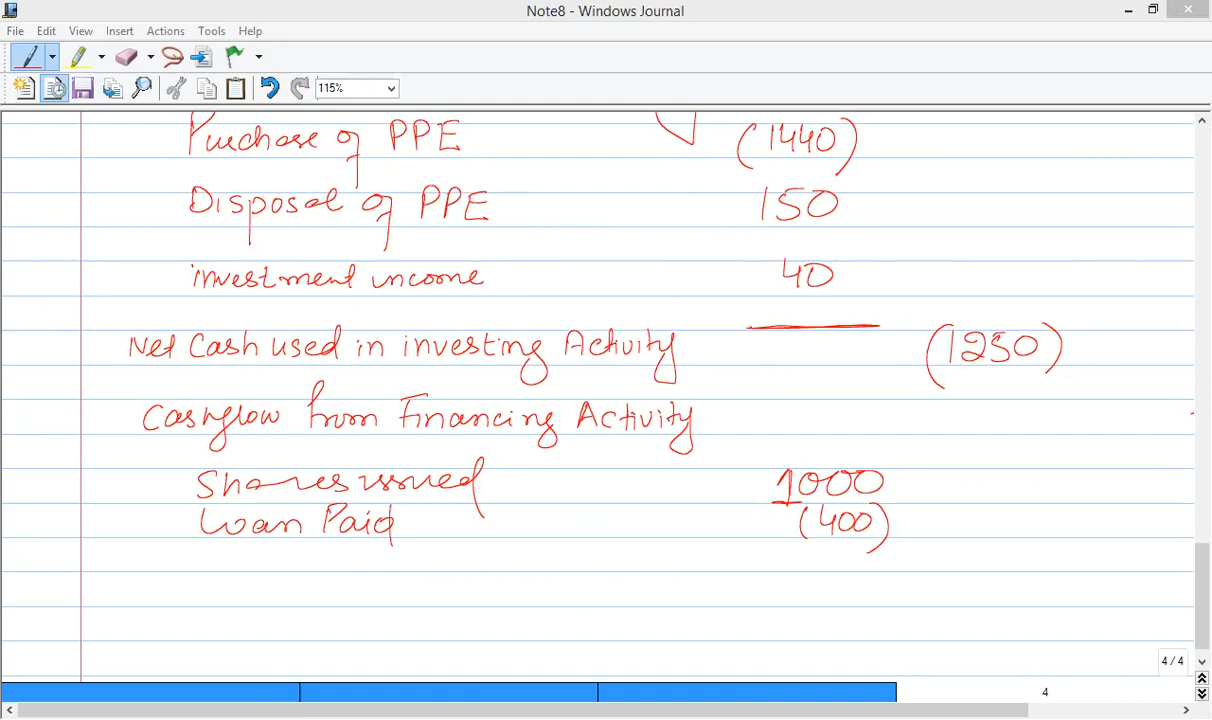 Note8 - Windows Journal
File Edit View Insert Actions Tools Help
115%
Purchase of PPE (1440)
Disposal of PPE 150
investment income 40
Net Cash used in investing Activity (1250)
Cashflow from Financing Activity
Shares issued 1000
Loan Paid (400)
4 / 4
4